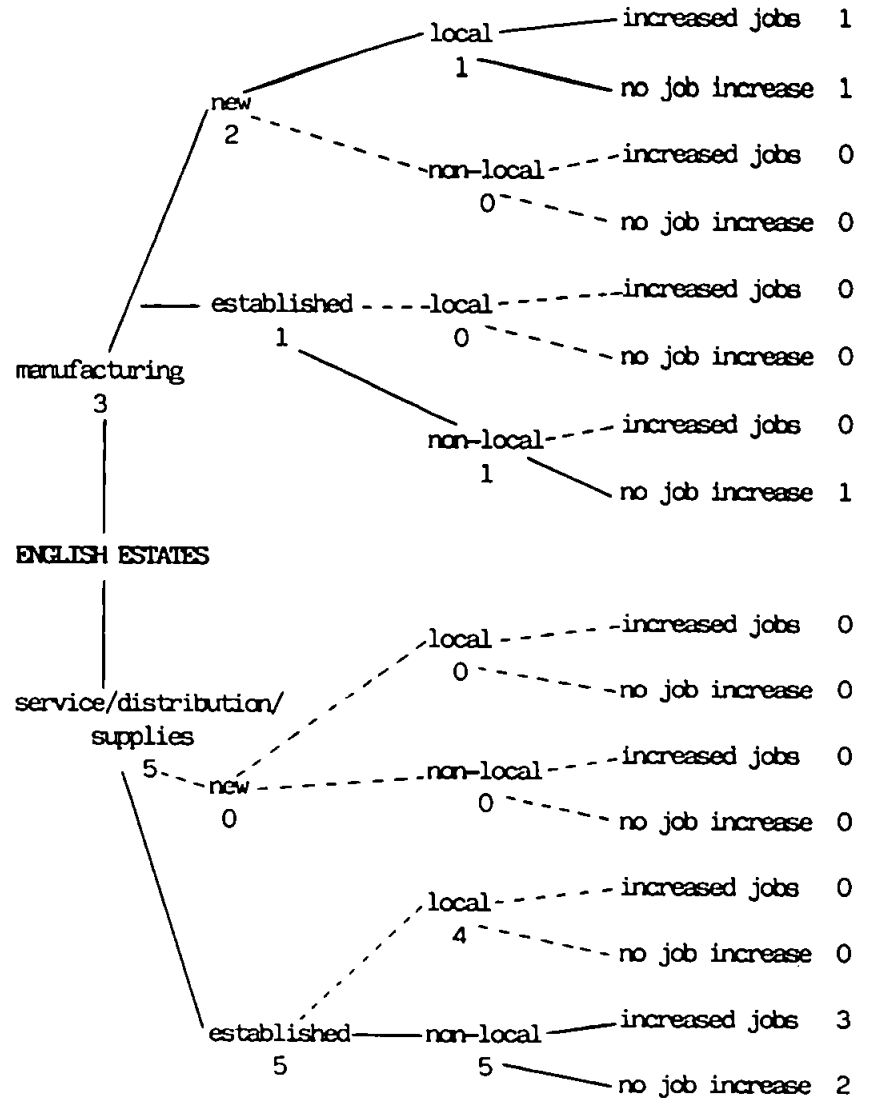 increased jobs 1
local
1
no job increase 1
new
2
increased jobs 0
non-local
0
no job increase 0
increased jobs 0
established local
1 0
no job increase 0
manufacturing
3
increased jobs 0
non-local
1
no job increase 1
ENGLISH ESTATES
increased jobs 0
local
0
no job increase 0
service/distribution/
supplies
5
increased jobs 0
new non-local
0 0
no job increase 0
increased jobs 0
local
4
no job increase 0
increased jobs 3
established non-local
5 5
no job increase 2